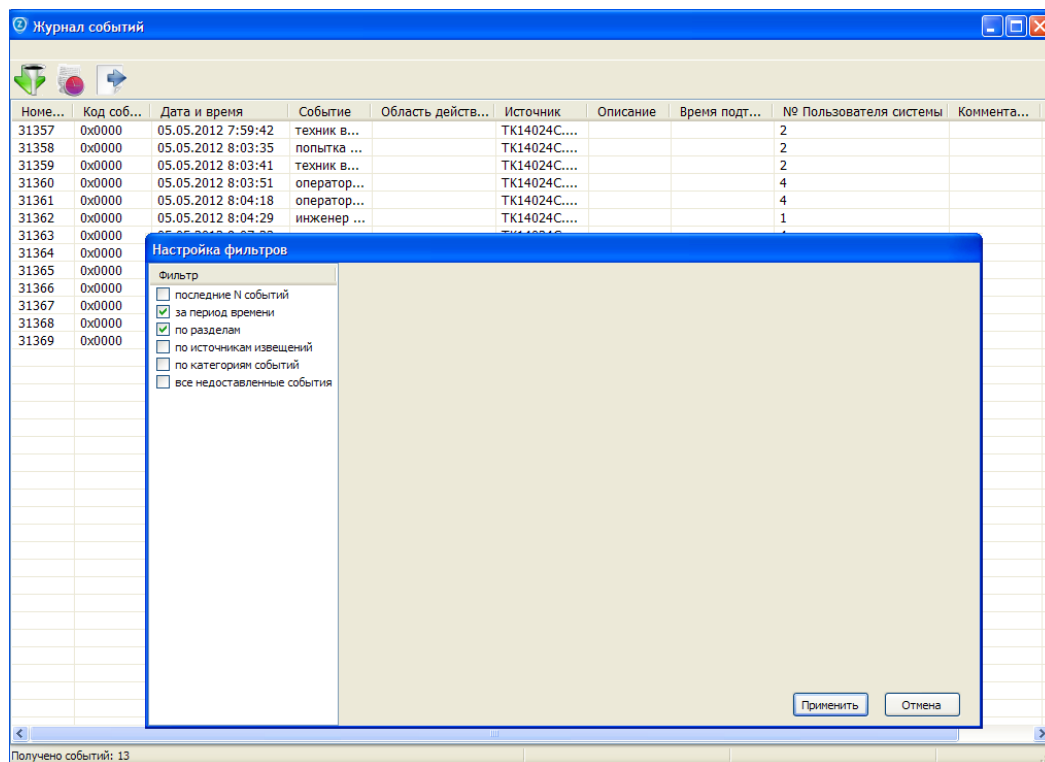 Журнал событий
Номе... Код соб... Дата и время Событие Область действ... Источник Описание Время подт... № Пользователя системы Коммента...
31357 0x0000 05.05.2012 7:59:42 техник в... ТК14024С.... 2
31358 0x0000 05.05.2012 8:03:35 попытка ... ТК14024С.... 2
31359 0x0000 05.05.2012 8:03:41 техник в... ТК14024С.... 2
31360 0x0000 05.05.2012 8:03:51 оператор... ТК14024С.... 4
31361 0x0000 05.05.2012 8:04:18 оператор... ТК14024С.... 4
31362 0x0000 05.05.2012 8:04:29 инженер ... ТК14024С.... 1
31363 0x0000
31364 0x0000
31365 0x0000
31366 0x0000
31367 0x0000
31368 0x0000
31369 0x0000
Настройка фильтров
Фильтр
последние N событий
за период времени
по разделам
по источникам извещений
по категориям событий
все недоставленные события
Применить Отмена
Получено событий: 13